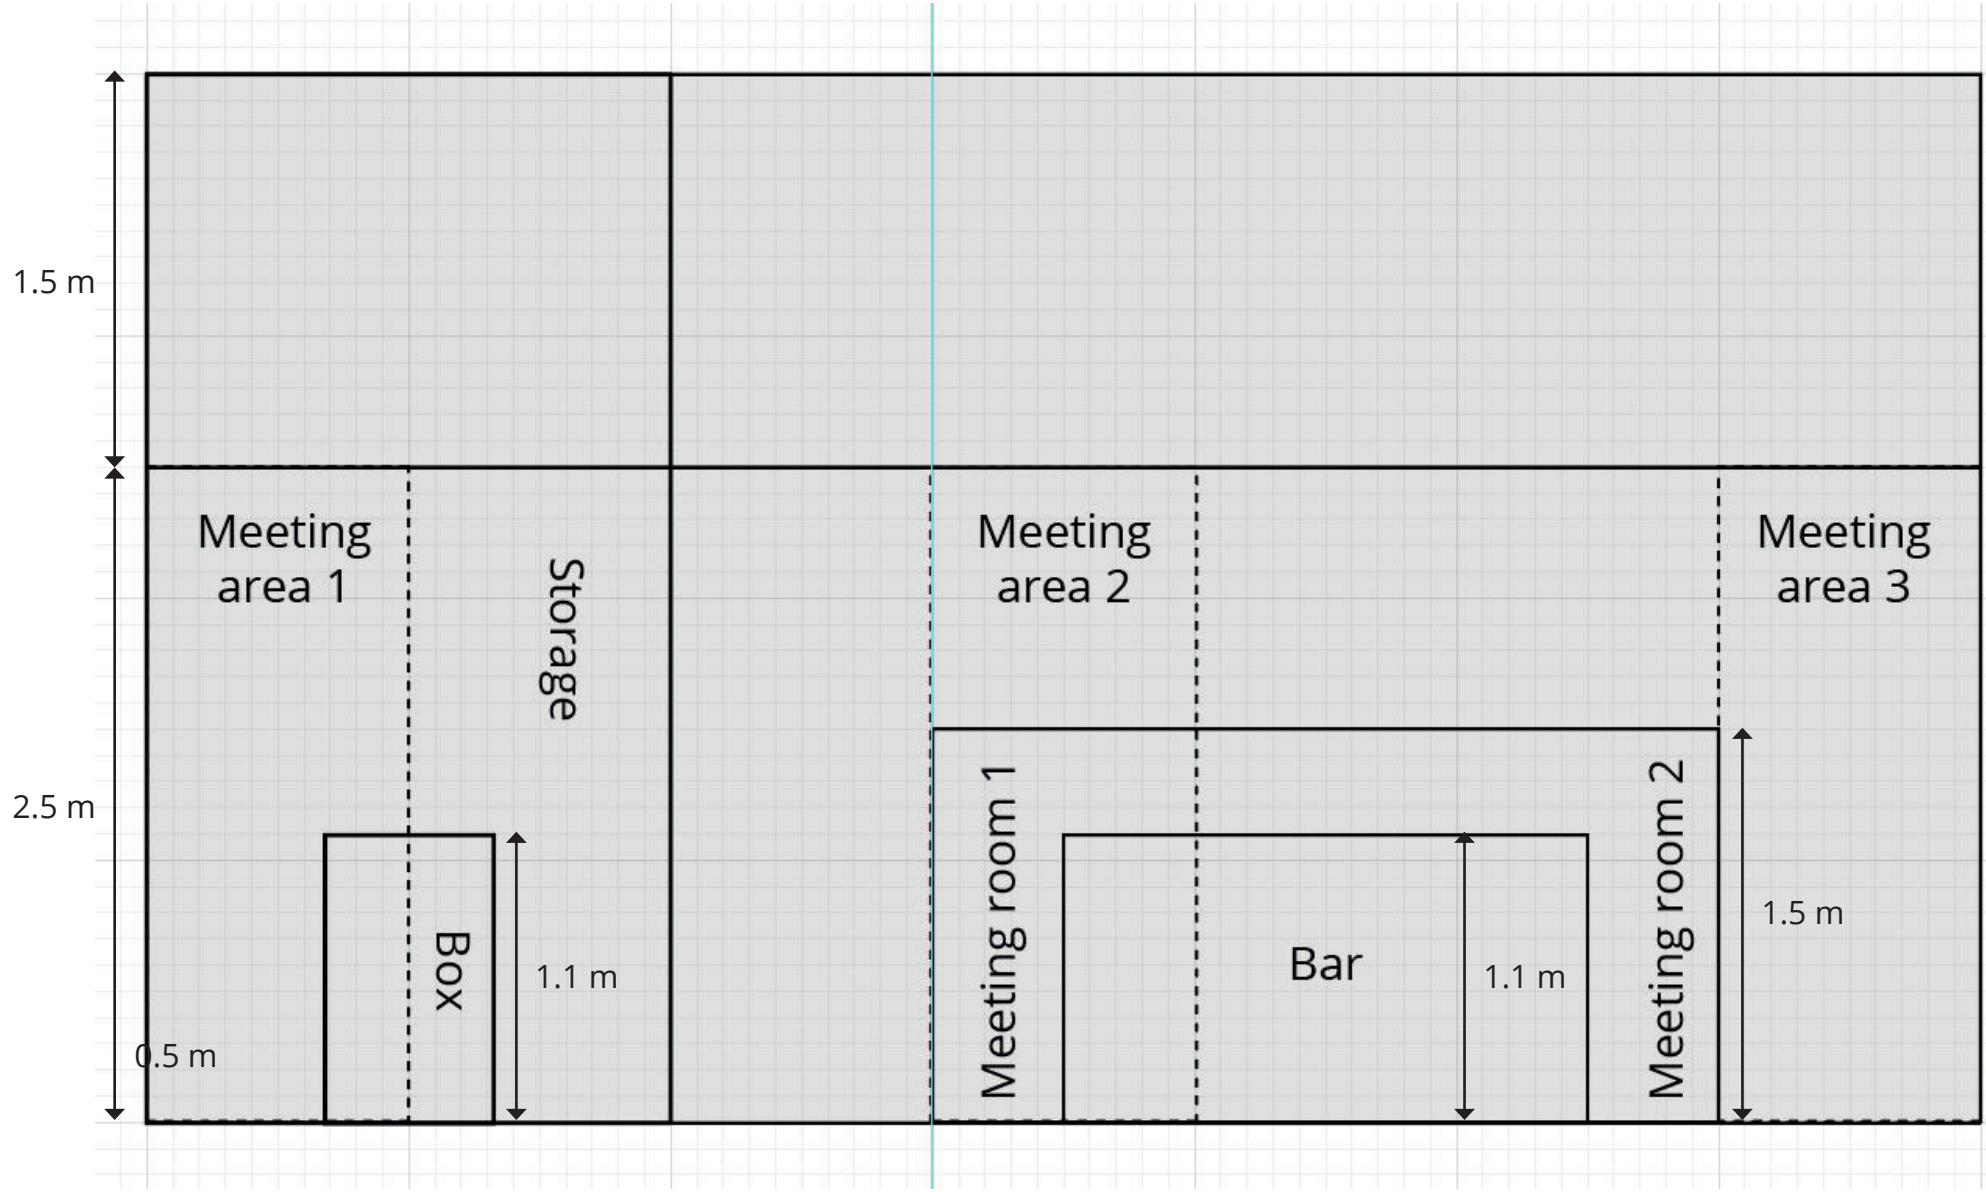 1.5 m
Meeting
area 1
Storage
Meeting
area 2
Meeting
area 3
2.5 m
Box
1.1 m
0.5 m
Meeting room 1
Bar
1.1 m
Meeting room 2
1.5 m